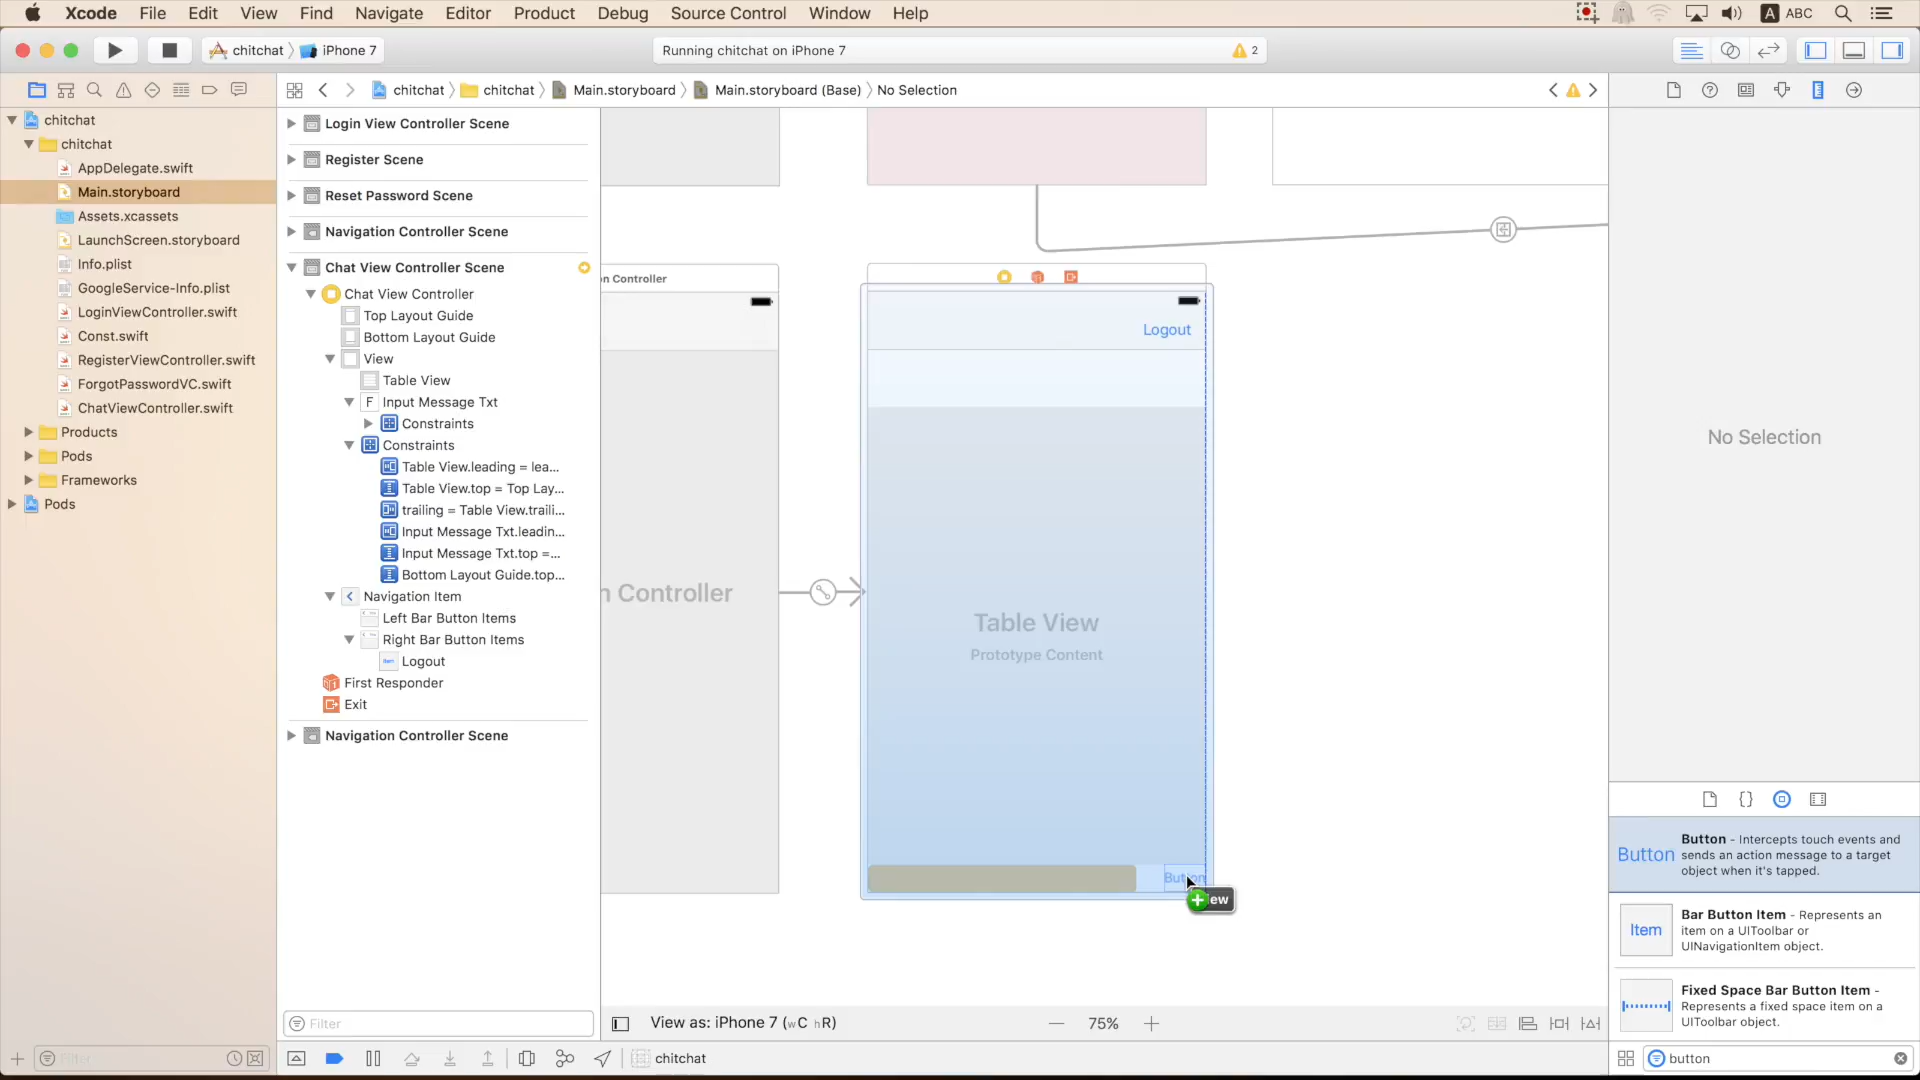 Xcode File Edit View Find Navigate Editor Product Debug Source Control Window Help
A ABC
chitchat iPhone 7
Running chitchat on iPhone 7
2
chitchat
chitchat
AppDelegate.swift
Main.storyboard
Assets.xcassets
LaunchScreen.storyboard
Info.plist
GoogleService-Info.plist
LoginViewController.swift
Const.swift
RegisterViewController.swift
ForgotPasswordVC.swift
ChatViewController.swift
Products
Pods
Frameworks
Pods
Filter
chitchat chitchat Main.storyboard Main.storyboard (Base) No Selection
Login View Controller Scene
Register Scene
Reset Password Scene
Navigation Controller Scene
Chat View Controller Scene
Chat View Controller
Top Layout Guide
Bottom Layout Guide
View
Table View
F Input Message Txt
Constraints
Constraints
Table View.leading = lea...
Table View.top = Top Lay...
trailing = Table View.traili...
Input Message Txt.leadin...
Input Message Txt.top =...
Bottom Layout Guide.top...
Navigation Item
Left Bar Button Items
Right Bar Button Items
Item Logout
First Responder
Exit
Navigation Controller Scene
Filter
n Controller
n Controller
Logout
Table View
Prototype Content
Button
ew
View as: iPhone 7 (wC hR)
75%
chitchat
No Selection
{}
Button
Button - Intercepts touch events and
sends an action message to a target
object when it's tapped.
Item
Bar Button Item - Represents an
item on a UIToolbar or
UINavigationItem object.
Fixed Space Bar Button Item -
Represents a fixed space item on a
UIToolbar object.
button